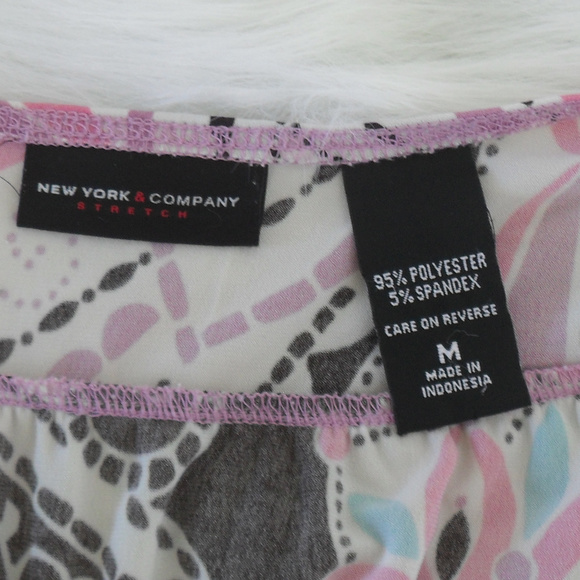 NEW YORK & COMPANY
STRETCH
95% POLYESTER
5% SPANDEX
CARE ON REVERSE
M
MADE IN
INDONESIA